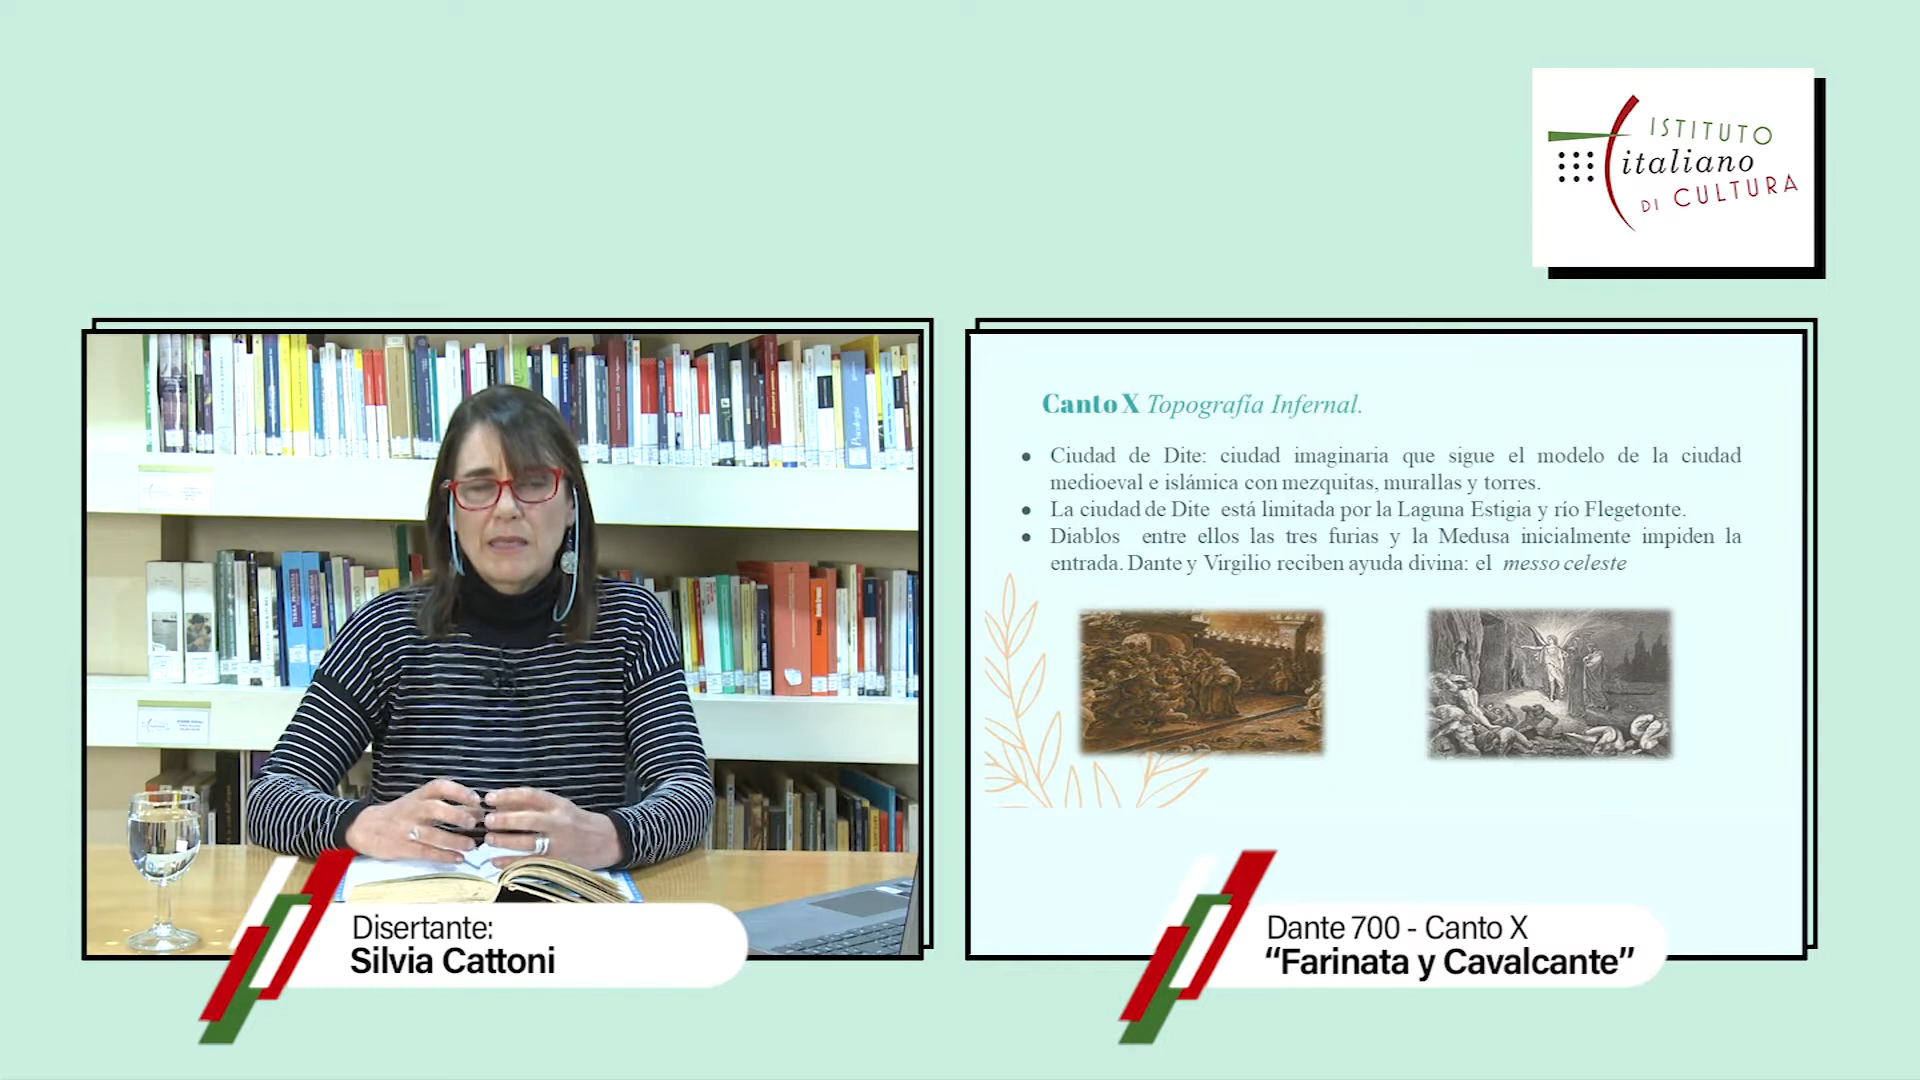 ISTITUTO
italiano
DI CULTURA
Canto X Topografía Infernal.
● Ciudad de Dite: ciudad imaginaria que sigue el modelo de la ciudad
medioeval e islámica con mezquitas, murallas y torres.
● La ciudad de Dite está limitada por la Laguna Estigia y río Flegetonte.
● Diablos entre ellos las tres furias y la Medusa inicialmente impiden la
entrada. Dante y Virgilio reciben ayuda divina: el messo celeste
Disertante:
Silvia Cattoni
Dante 700 - Canto X
“Farinata y Cavalcante”